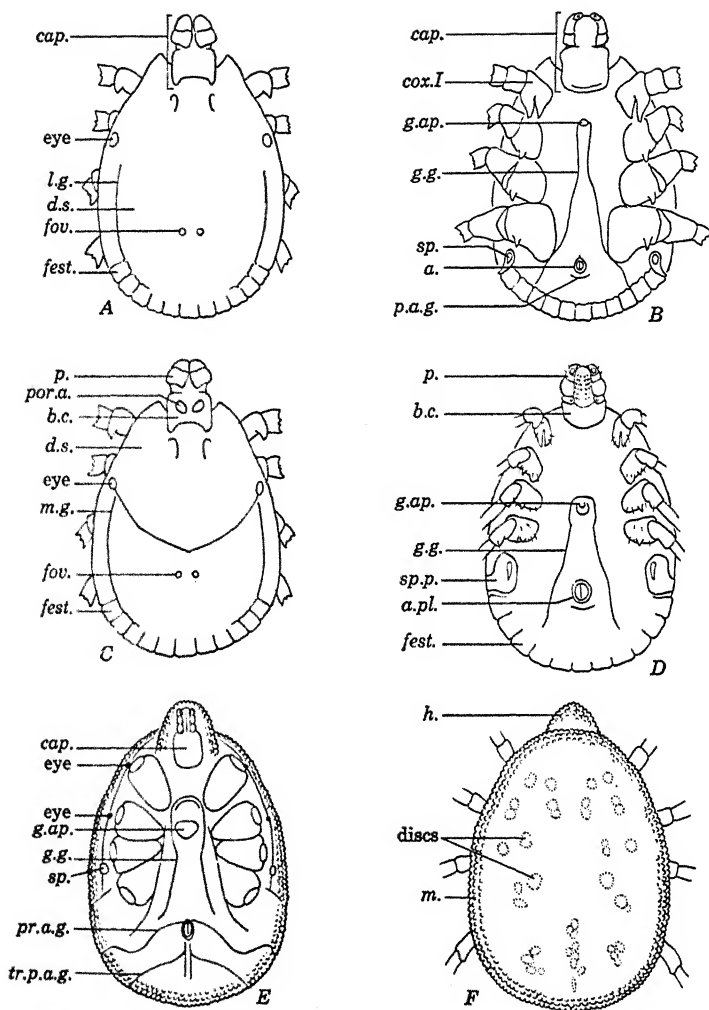 cap.
eye
l.g.
d.s.
fov.
fest.
A
cap.
cox.I
g.ap.
g.g.
sp.
a.
p.a.g.
B
p.
por.a.
b.c.
d.s.
eye
m.g.
fov.
fest.
C
p.
b.c.
g.ap.
g.g.
sp.p.
a.pl.
fest.
D
cap.
eye
eye
g.ap.
g.g.
sp.
pr.a.g.
tr.p.a.g.
E
h.
discs
m.
F